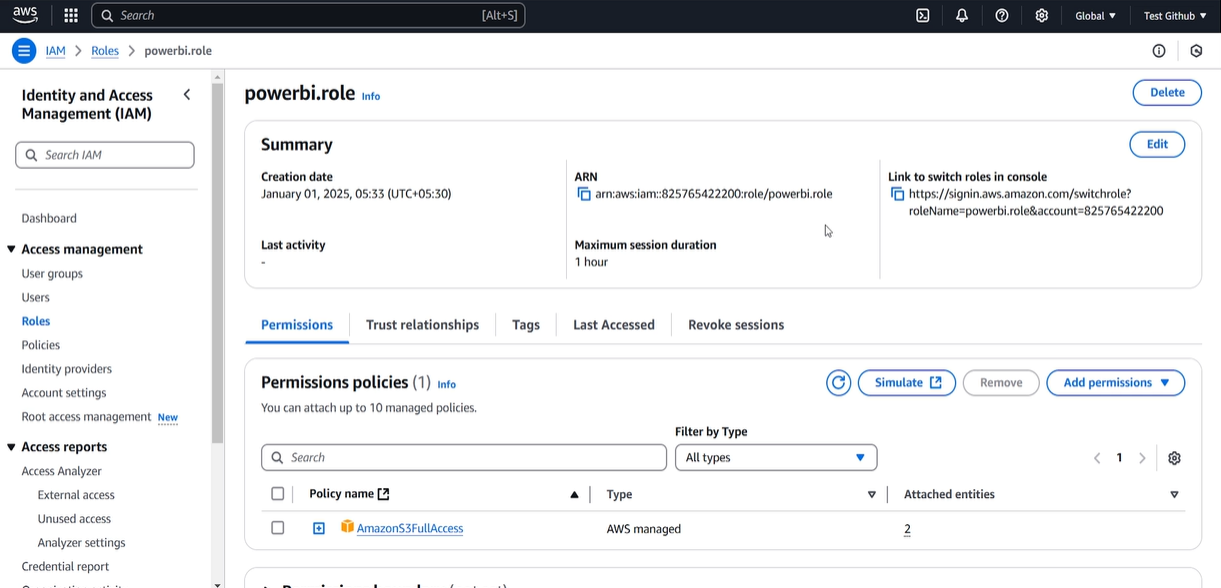 aws
Search
[Alt+S]
Global
Test Github
IAM
Roles
powerbi.role
Identity and Access
Management (IAM)
Search IAM
Dashboard
Access management
User groups
Users
Roles
Policies
Identity providers
Account settings
Root access management New
Access reports
Access Analyzer
External access
Unused access
Analyzer settings
Credential report
powerbi.role Info
Delete
Summary
Edit
Creation date
January 01, 2025, 05:33 (UTC+05:30)
ARN
arn:aws:iam::825765422200:role/powerbi.role
Link to switch roles in console
https://signin.aws.amazon.com/switchrole?
roleName=powerbi.role&account=825765422200
Last activity
-
Maximum session duration
1 hour
Permissions
Trust relationships
Tags
Last Accessed
Revoke sessions
Permissions policies (1) Info
Simulate
Remove
Add permissions
You can attach up to 10 managed policies.
Filter by Type
Search
All types
1
Policy name
Type
Attached entities
AmazonS3FullAccess
AWS managed
2